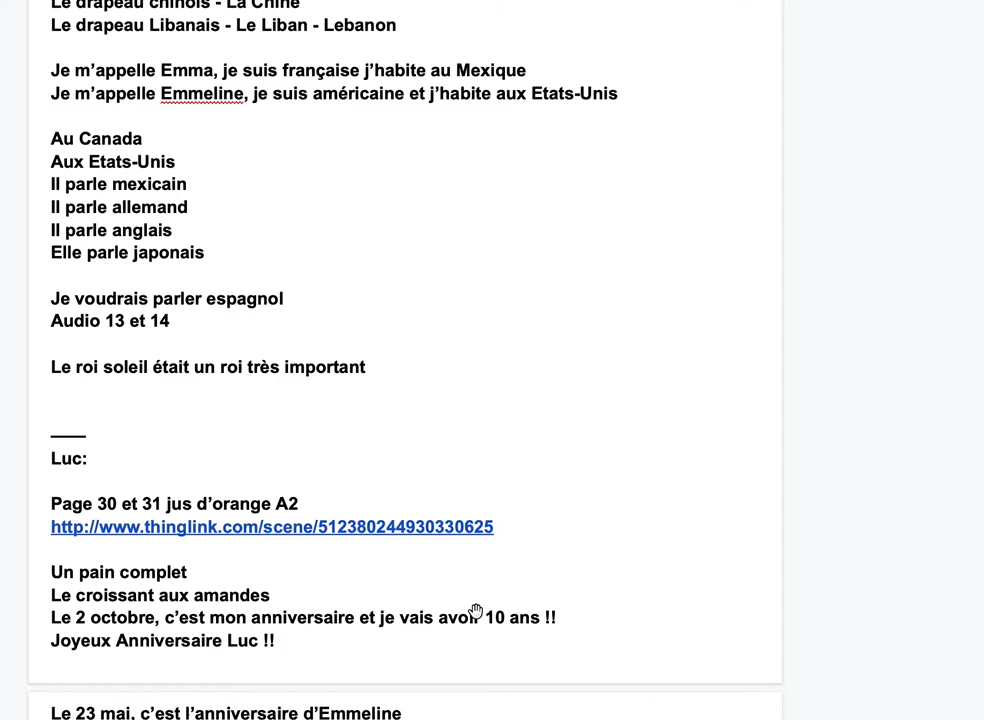 Le drapeau chinois - La Chine
Le drapeau Libanais - Le Liban - Lebanon
Je m’appelle Emma, je suis française j’habite au Mexique
Je m’appelle Emmeline, je suis américaine et j’habite aux Etats-Unis
Au Canada
Aux Etats-Unis
Il parle mexicain
Il parle allemand
Il parle anglais
Elle parle japonais
Je voudrais parler espagnol
Audio 13 et 14
Le roi soleil était un roi très important
____
Luc:
Page 30 et 31 jus d’orange A2
http://www.thinglink.com/scene/512380244930330625
Un pain complet
Le croissant aux amandes
Le 2 octobre, c’est mon anniversaire et je vais avoir 10 ans !!
Joyeux Anniversaire Luc !!
Le 23 mai, c’est l’anniversaire d’Emmeline